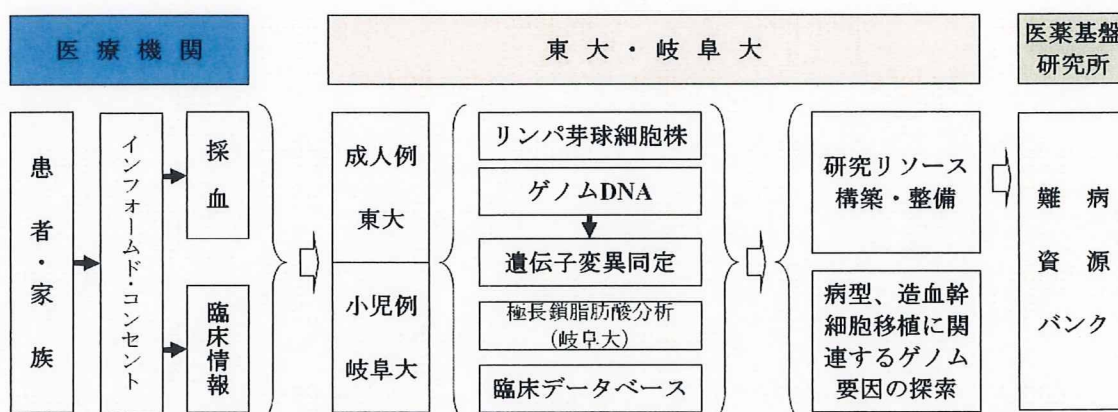 医療機関
東大・岐阜大
医薬基盤
研究所
患者・家族
インフォームド・コンセント
採血
臨床情報
成人例
東大
小児例
岐阜大
リンパ芽球細胞株
ゲノムDNA
遺伝子変異同定
極長鎖脂肪酸分析
(岐阜大)
臨床データベース
研究リソース
構築・整備
病型、造血幹
細胞移植に関
連するゲノム
要因の探索
難病
資源
バンク